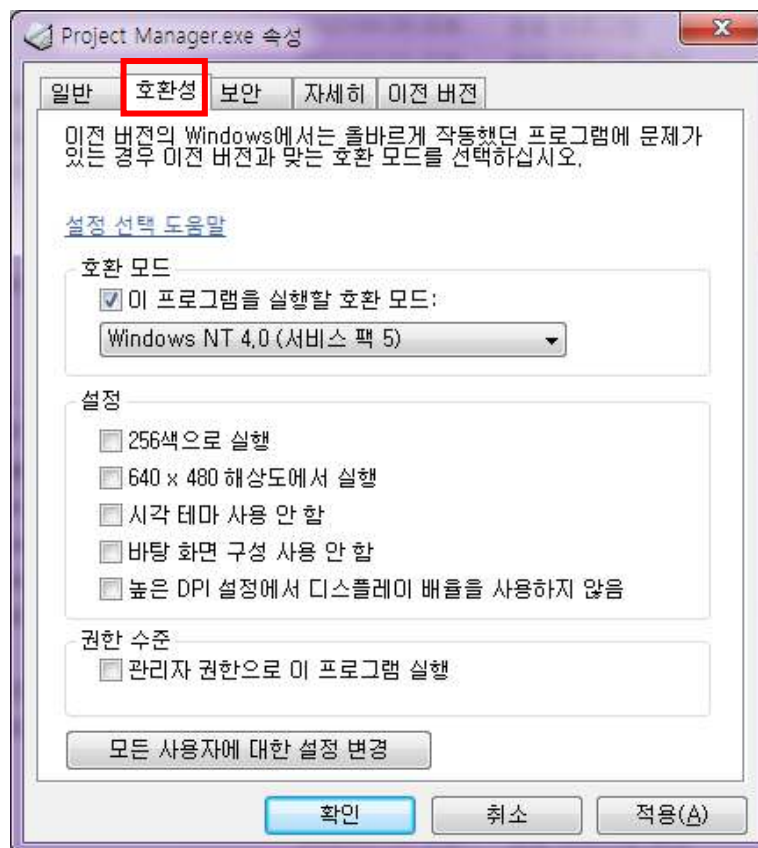 Project Manager.exe 속성
일반 호환성 보안 자세히 이전 버전
이전 버전의 Windows에서는 올바르게 작동했던 프로그램에 문제가
있는 경우 이전 버전과 맞는 호환 모드를 선택하십시오.
설정 선택 도움말
호환 모드
이 프로그램을 실행할 호환 모드:
Windows NT 4.0 (서비스 팩 5)
설정
256색으로 실행
640 x 480 해상도에서 실행
시각 테마 사용 안 함
바탕 화면 구성 사용 안 함
높은 DPI 설정에서 디스플레이 배율을 사용하지 않음
권한 수준
관리자 권한으로 이 프로그램 실행
모든 사용자에 대한 설정 변경
확인 취소 적용(A)